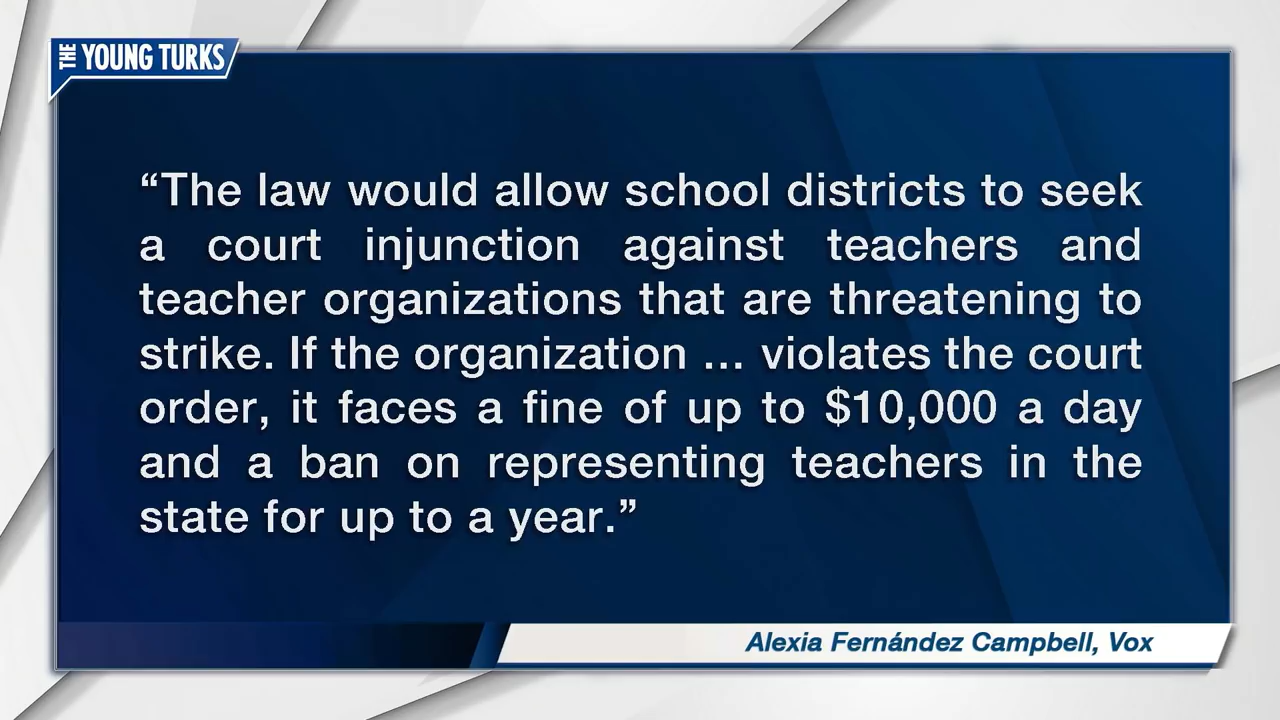 THE YOUNG TURKS
“The law would allow school districts to seek
a court injunction against teachers and
teacher organizations that are threatening to
strike. If the organization ... violates the court
order, it faces a fine of up to $10,000 a day
and a ban on representing teachers in the
state for up to a year.”
Alexia Fernández Campbell, Vox